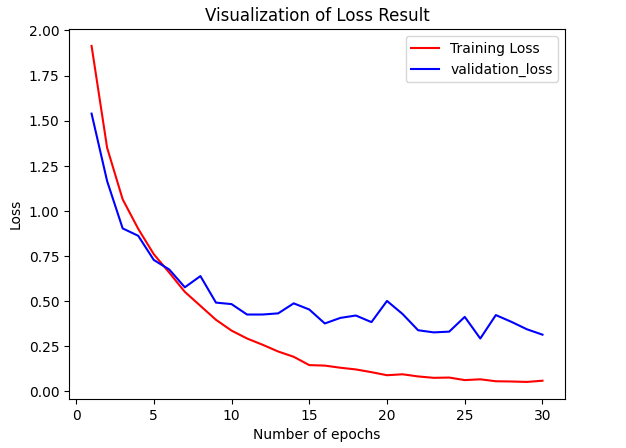 Visualization of Loss Result
Training Loss
validation_loss
Loss
2.00
1.75
1.50
1.25
1.00
0.75
0.50
0.25
0.00
0 5 10 15 20 25 30
Number of epochs